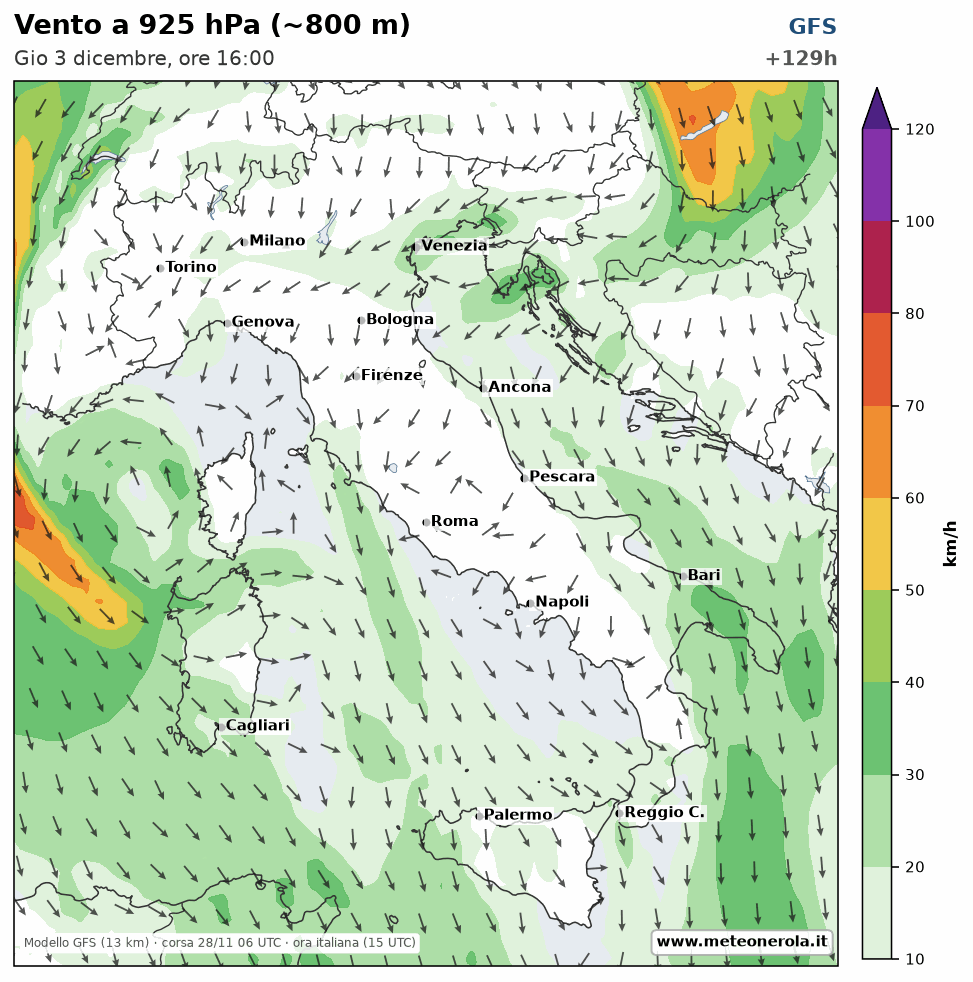 Vento a 925 hPa (~800 m)
GFS
Gio 3 dicembre, ore 16:00
+129h
Milano
Venezia
Torino
Genova
Bologna
Firenze
Ancona
Pescara
Roma
Bari
Napoli
Cagliari
Palermo
Reggio C.
120
100
80
70
60
50
40
30
20
10
km/h
Modello GFS (13 km) · corsa 28/11 06 UTC · ora italiana (15 UTC)
www.meteonerola.it